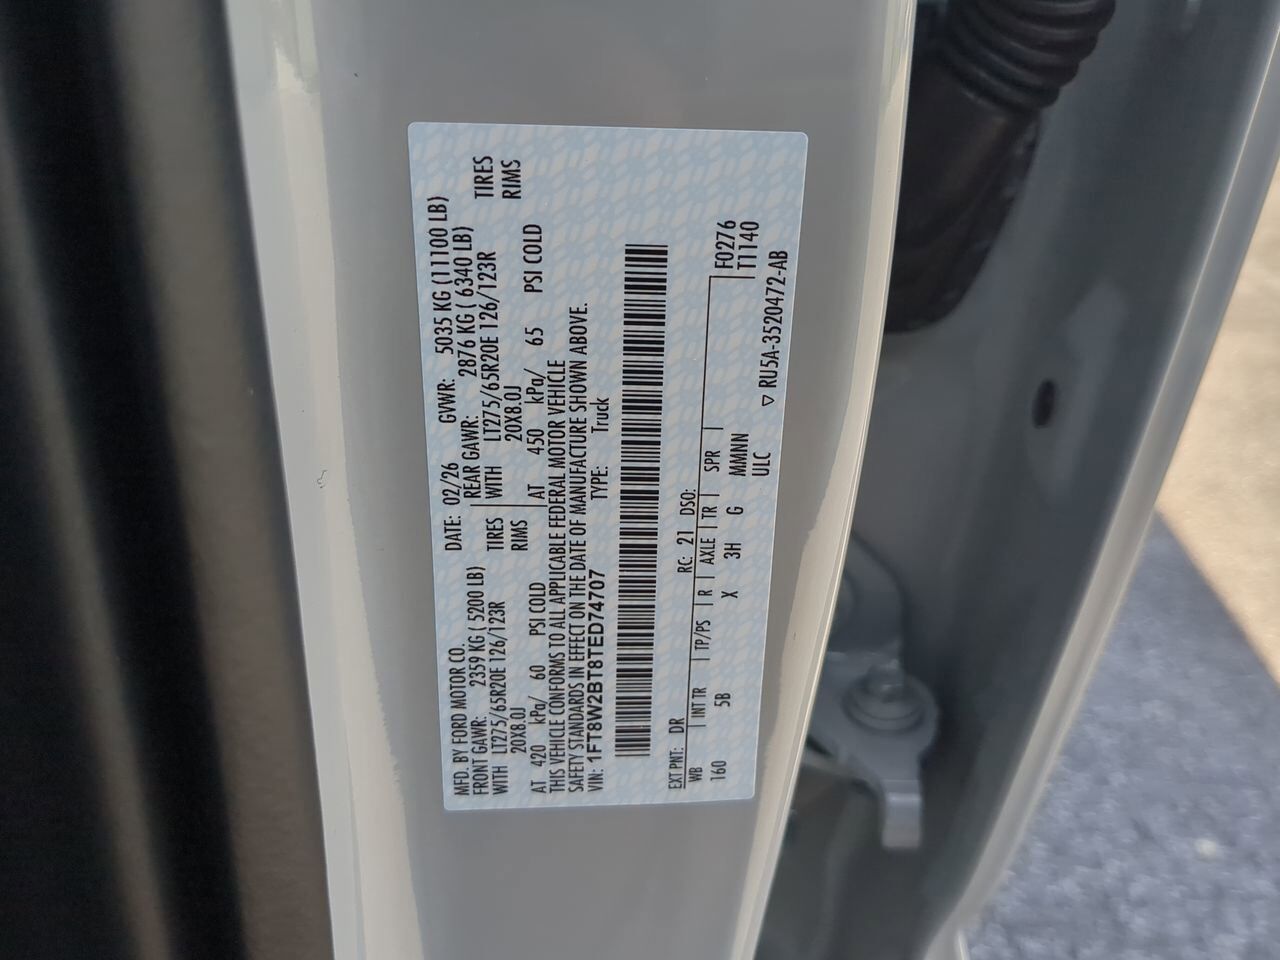 MFD. BY FORD MOTOR CO. DATE: 02/26 GVWR: 5035 KG (11100 LB)
FRONT GAWR: 2359 KG ( 5200 LB) REAR GAWR: 2876 KG ( 6340 LB)
WITH LT275/65R20E 126/123R TIRES WITH LT275/65R20E 126/123R TIRES
20X8.0J RIMS 20X8.0J RIMS
AT 420 kPa/ 60 PSI COLD AT 450 kPa/ 65 PSI COLD
THIS VEHICLE CONFORMS TO ALL APPLICABLE FEDERAL MOTOR VEHICLE
SAFETY STANDARDS IN EFFECT ON THE DATE OF MANUFACTURE SHOWN ABOVE.
VIN: 1FT8W2BT8TED74707 TYPE: Truck
EXT PNT: DR RC: 21 DSO: F0276
WB INT TR TP/PS R AXLE TR SPR T1140
160 5B X 3H G MMNN
ULC
▽ RU5A-3520472-AB